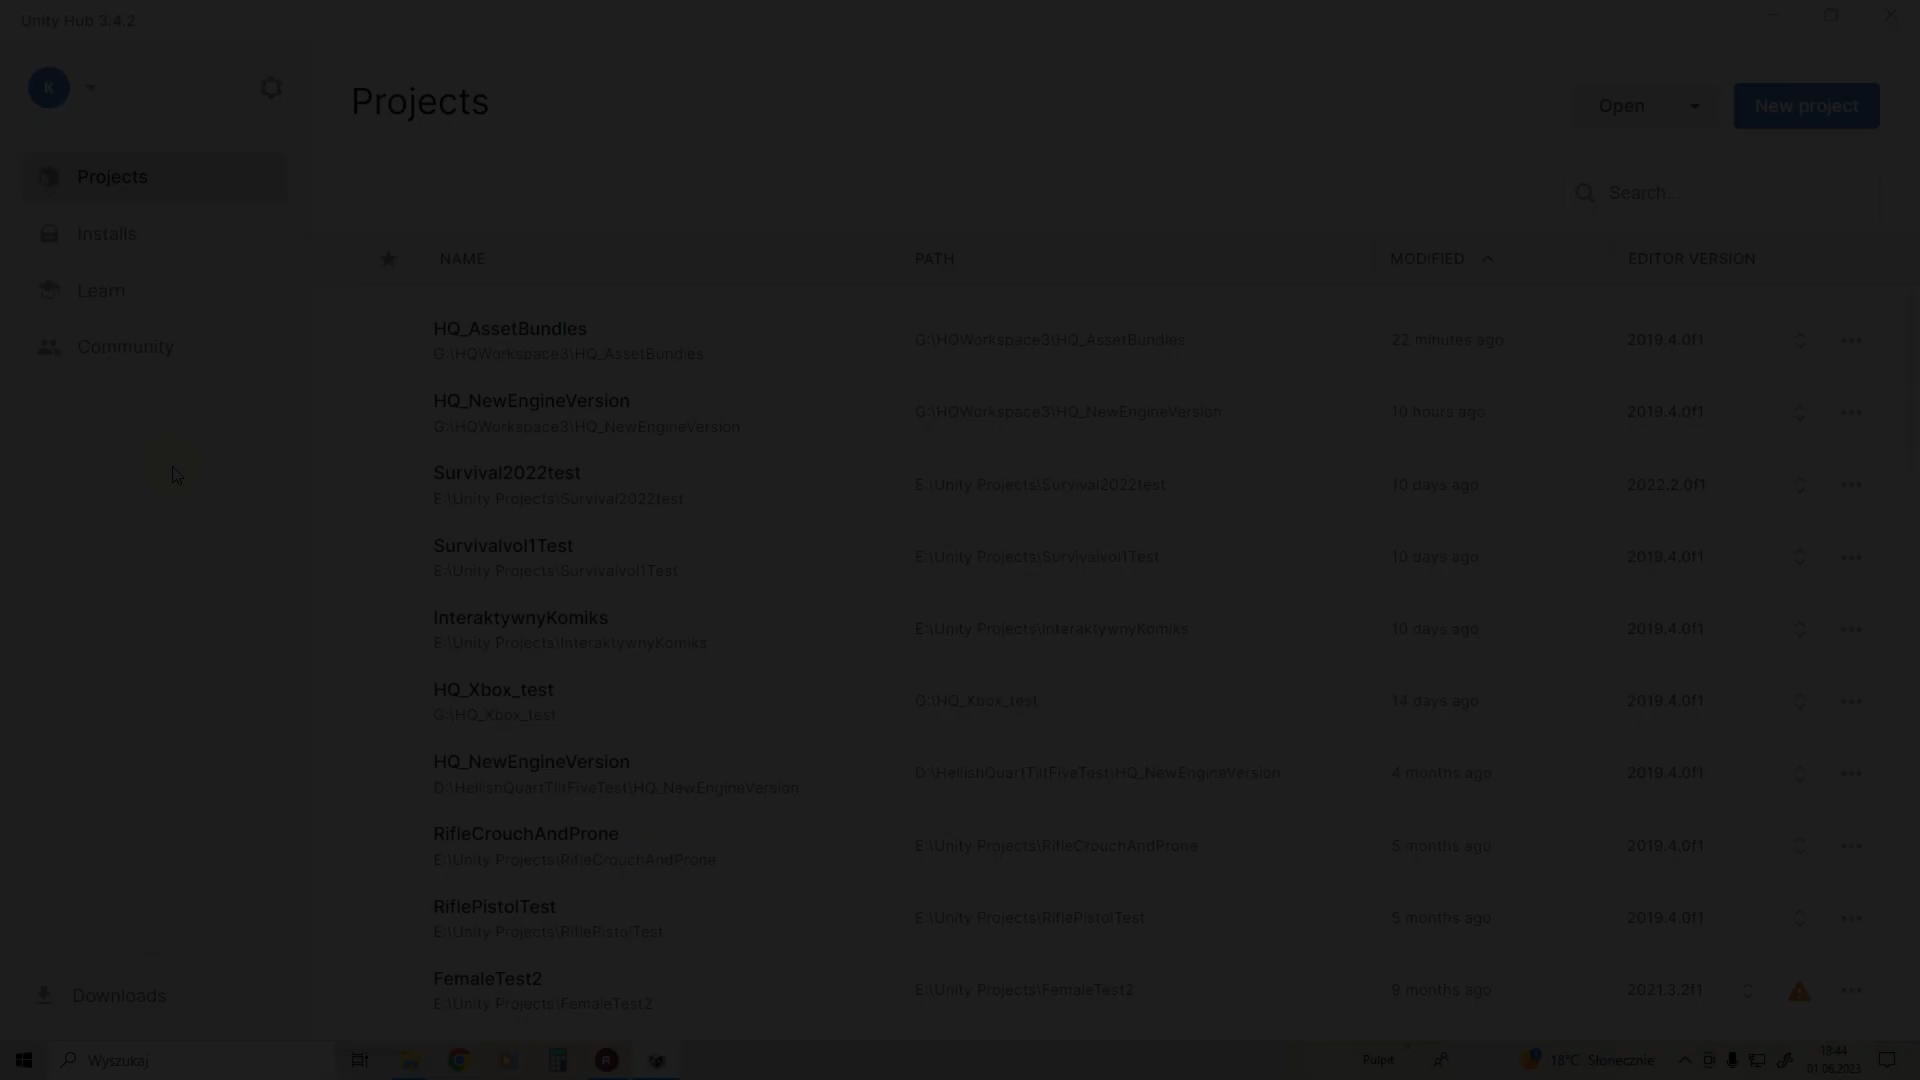 Unity Hub 3.4.2
K
Projects
Open
New project
Projects
Search...
Installs
NAME
PATH
MODIFIED
EDITOR VERSION
Learn
Community
HQ_AssetBundles
G:\HQWorkspace3\HQ_AssetBundles
G:\HQWorkspace3\HQ_AssetBundles
22 minutes ago
2019.4.0f1
HQ_NewEngineVersion
G:\HQWorkspace3\HQ_NewEngineVersion
G:\HQWorkspace3\HQ_NewEngineVersion
10 hours ago
2019.4.0f1
Survival2022test
E:\Unity Projects\Survival2022test
E:\Unity Projects\Survival2022test
10 days ago
2022.2.0f1
Survivalvol1Test
E:\Unity Projects\Survivalvol1Test
E:\Unity Projects\Survivalvol1Test
10 days ago
2019.4.0f1
InteraktywnyKomiks
E:\Unity Projects\InteraktywnyKomiks
E:\Unity Projects\InteraktywnyKomiks
10 days ago
2019.4.0f1
HQ_Xbox_test
G:\HQ_Xbox_test
G:\HQ_Xbox_test
14 days ago
2019.4.0f1
HQ_NewEngineVersion
D:\HellishQuartTiltFiveTest\HQ_NewEngineVersion
D:\HellishQuartTiltFiveTest\HQ_NewEngineVersion
4 months ago
2019.4.0f1
RifleCrouchAndProne
E:\Unity Projects\RifleCrouchAndProne
E:\Unity Projects\RifleCrouchAndProne
5 months ago
2019.4.0f1
RiflePistolTest
E:\Unity Projects\RiflePistolTest
E:\Unity Projects\RiflePistolTest
5 months ago
2019.4.0f1
FemaleTest2
E:\Unity Projects\FemaleTest2
E:\Unity Projects\FemaleTest2
9 months ago
2021.3.2f1
Downloads
Wyszukaj
R
Pulpit
18°C Słonecznie
18:44
01.06.2023